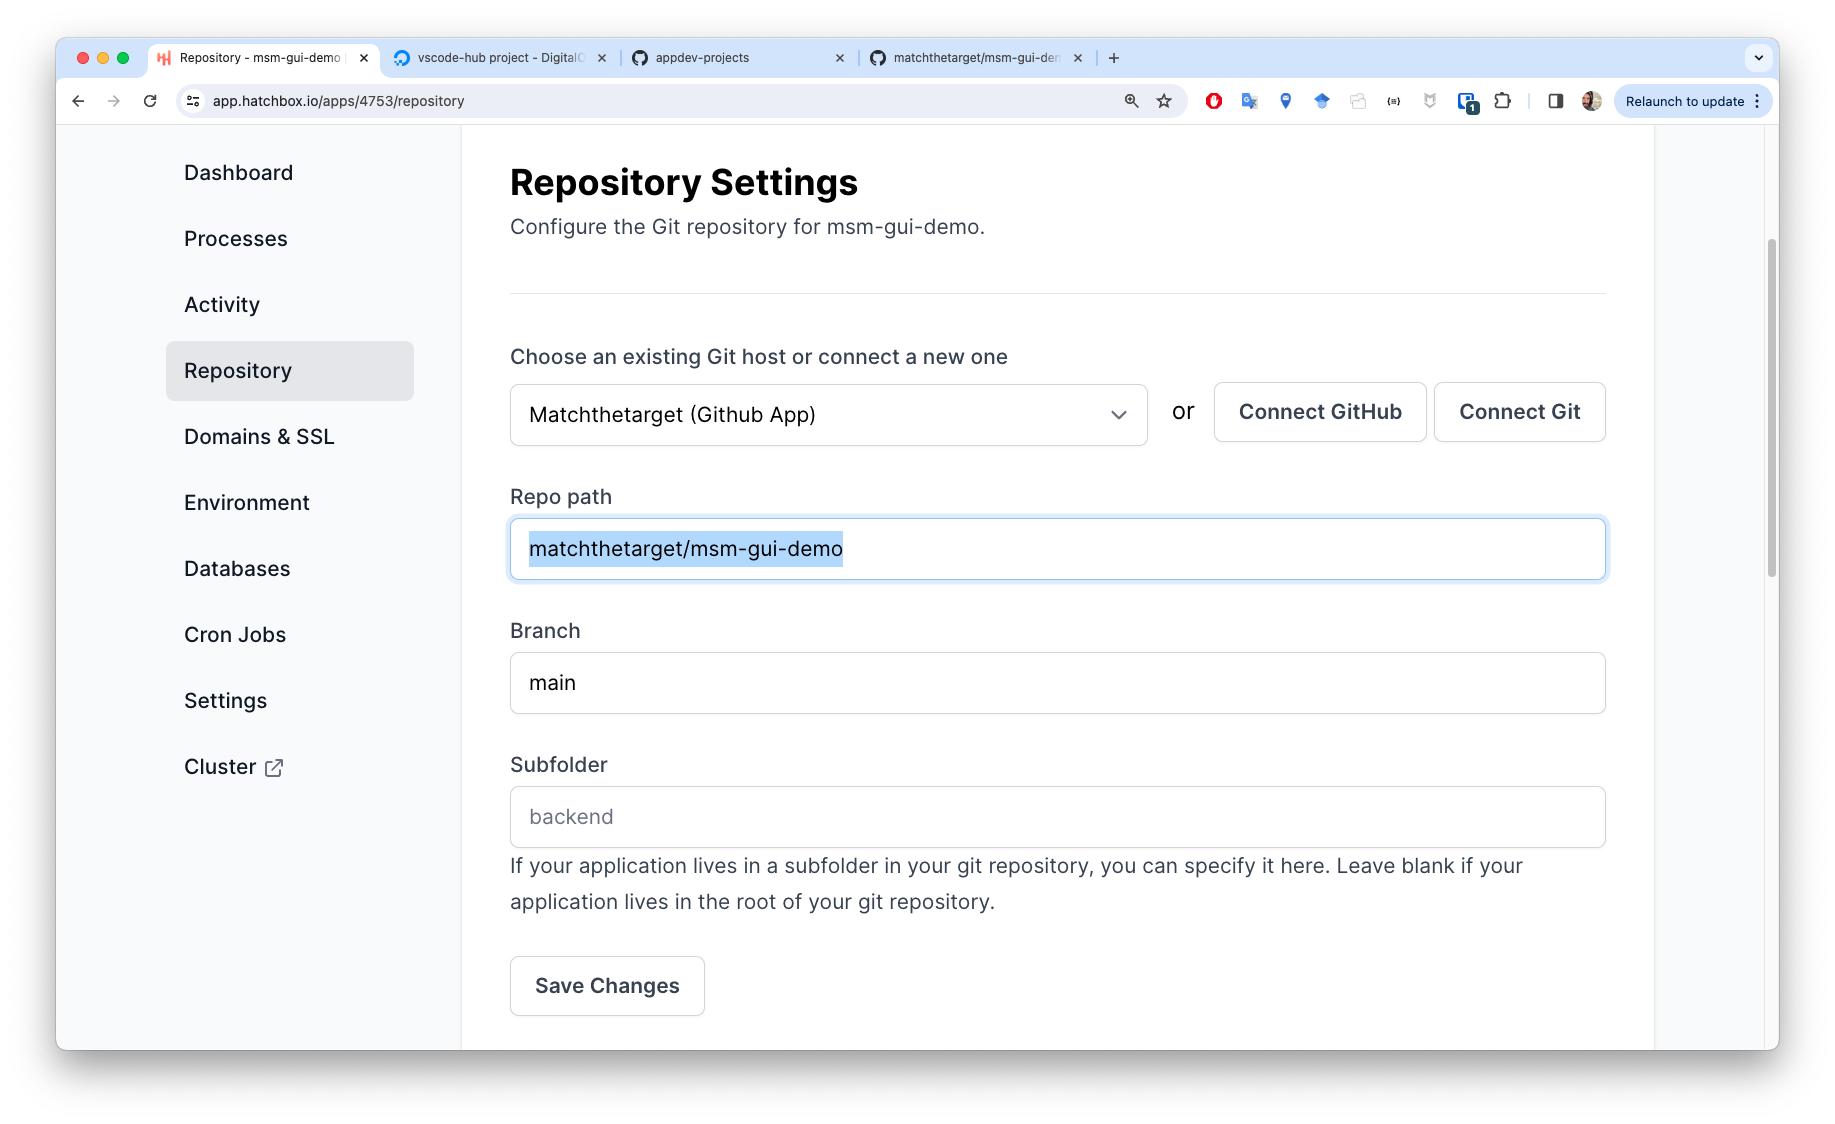 Repository - msm-gui-demo
vscode-hub project - Digital
appdev-projects
matchthetarget/msm-gui-de
app.hatchbox.io/apps/4753/repository
1
Relaunch to update
Dashboard
Processes
Activity
Repository
Domains & SSL
Environment
Databases
Cron Jobs
Settings
Cluster
Repository Settings
Configure the Git repository for msm-gui-demo.
Choose an existing Git host or connect a new one
Matchthetarget (Github App)
or
Connect GitHub
Connect Git
Repo path
matchthetarget/msm-gui-demo
Branch
main
Subfolder
backend
If your application lives in a subfolder in your git repository, you can specify it here. Leave blank if your
application lives in the root of your git repository.
Save Changes